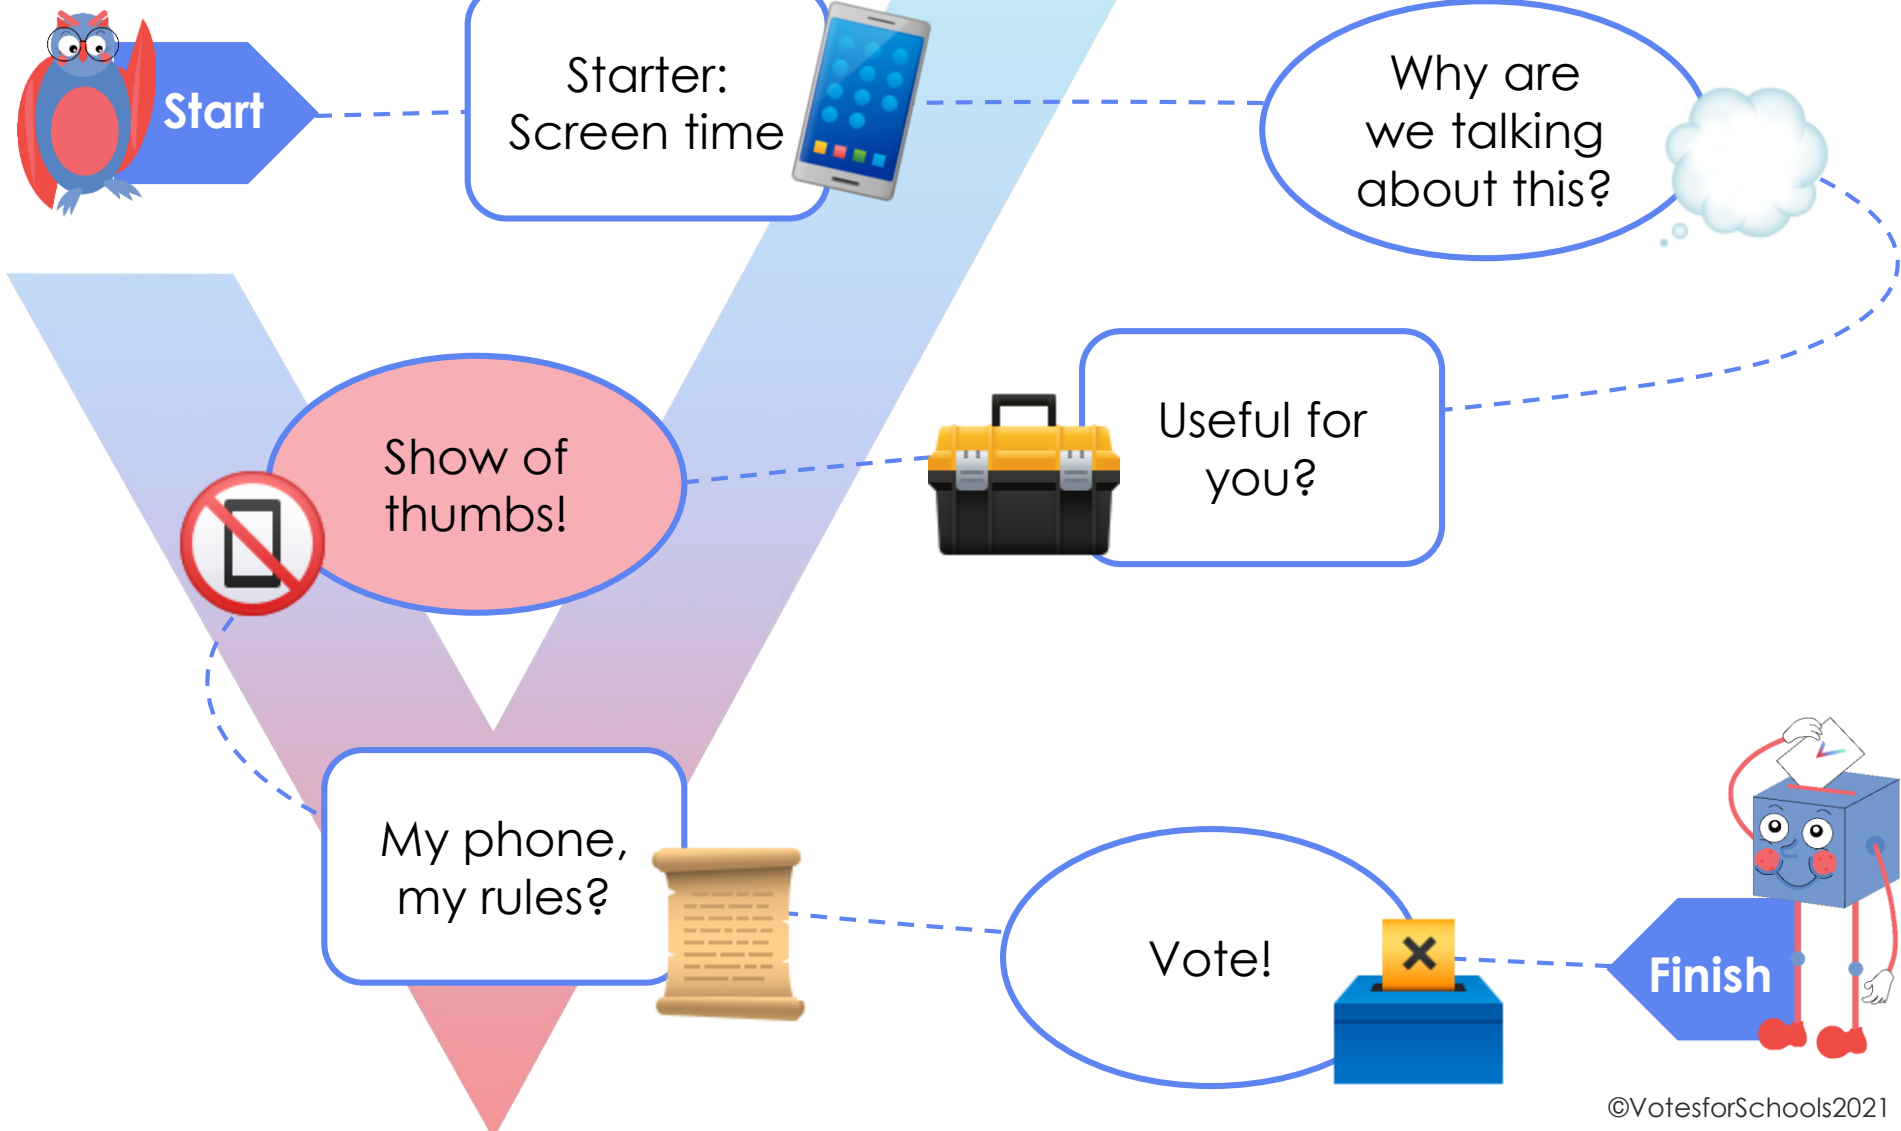 Start
Starter:
Screen time
Why are
we talking
about this?
Useful for
you?
Show of
thumbs!
My phone,
my rules?
Vote!
Finish
©VotesforSchools2021